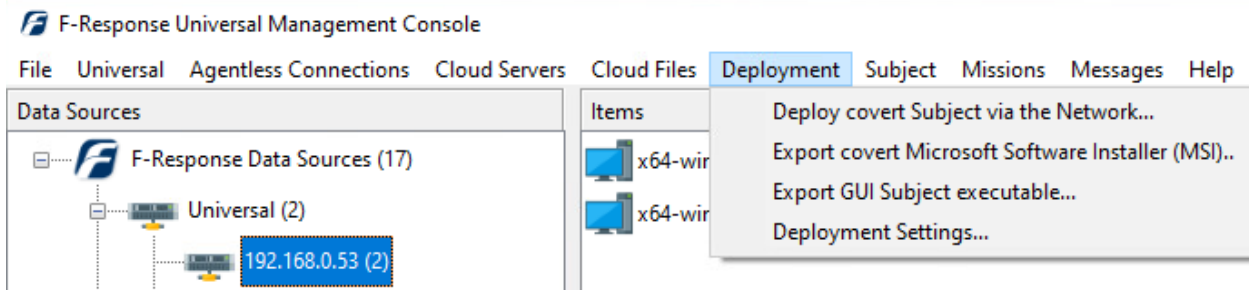 F-Response Universal Management Console
File Universal Agentless Connections Cloud Servers Cloud Files Deployment Subject Missions Messages Help
Data Sources
Items
Deploy covert Subject via the Network...
Export covert Microsoft Software Installer (MSI)..
Export GUI Subject executable...
Deployment Settings...
F-Response Data Sources (17)
Universal (2)
192.168.0.53 (2)
x64-wir
x64-wir